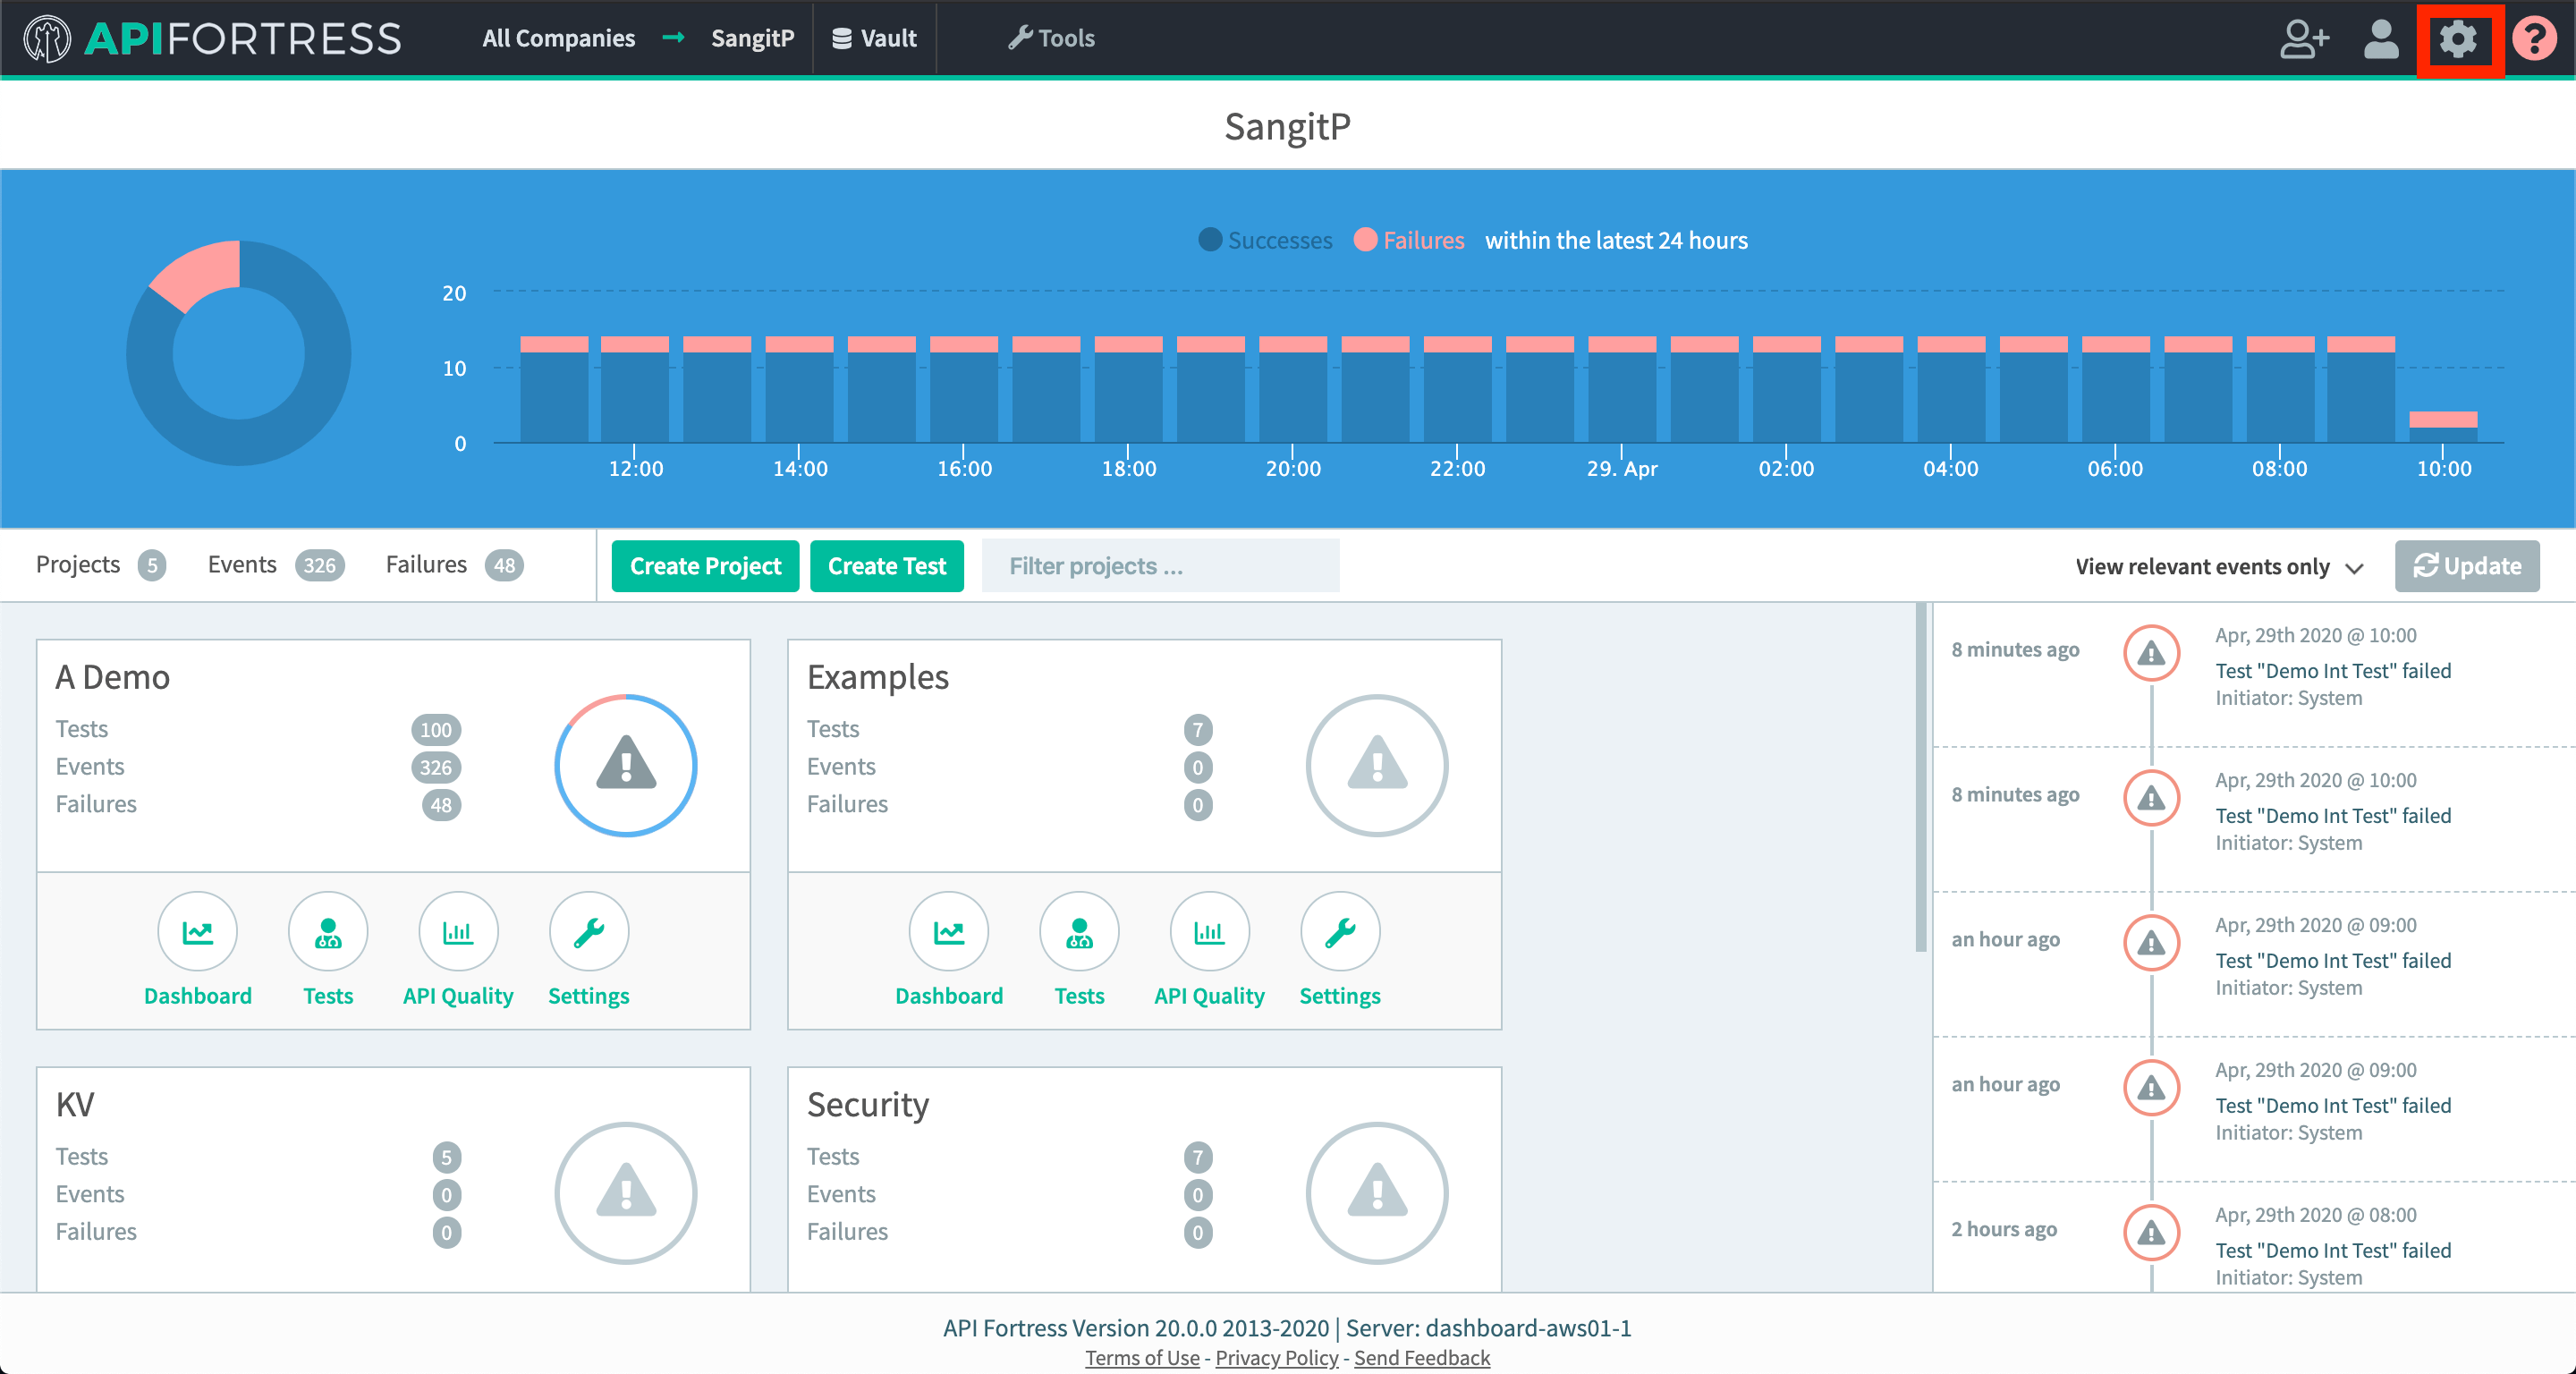 APIFORTRESS
All Companies → SangitP
Vault
Tools
?
SangitP
Successes Failures within the latest 24 hours
20
10
0
12:00 14:00 16:00 18:00 20:00 22:00 29. Apr 02:00 04:00 06:00 08:00 10:00
Projects 5 Events 326 Failures 48
Create Project
Create Test
Filter projects ...
View relevant events only
Update
A Demo
Tests 100
Events 326
Failures 48
Dashboard Tests API Quality Settings
Examples
Tests 7
Events 0
Failures 0
Dashboard Tests API Quality Settings
KV
Tests 5
Events 0
Failures 0
Security
Tests 7
Events 0
Failures 0
8 minutes ago
Apr, 29th 2020 @ 10:00
Test "Demo Int Test" failed
Initiator: System
8 minutes ago
Apr, 29th 2020 @ 10:00
Test "Demo Int Test" failed
Initiator: System
an hour ago
Apr, 29th 2020 @ 09:00
Test "Demo Int Test" failed
Initiator: System
an hour ago
Apr, 29th 2020 @ 09:00
Test "Demo Int Test" failed
Initiator: System
2 hours ago
Apr, 29th 2020 @ 08:00
Test "Demo Int Test" failed
Initiator: System
API Fortress Version 20.0.0 2013-2020 | Server: dashboard-aws01-1
Terms of Use - Privacy Policy - Send Feedback